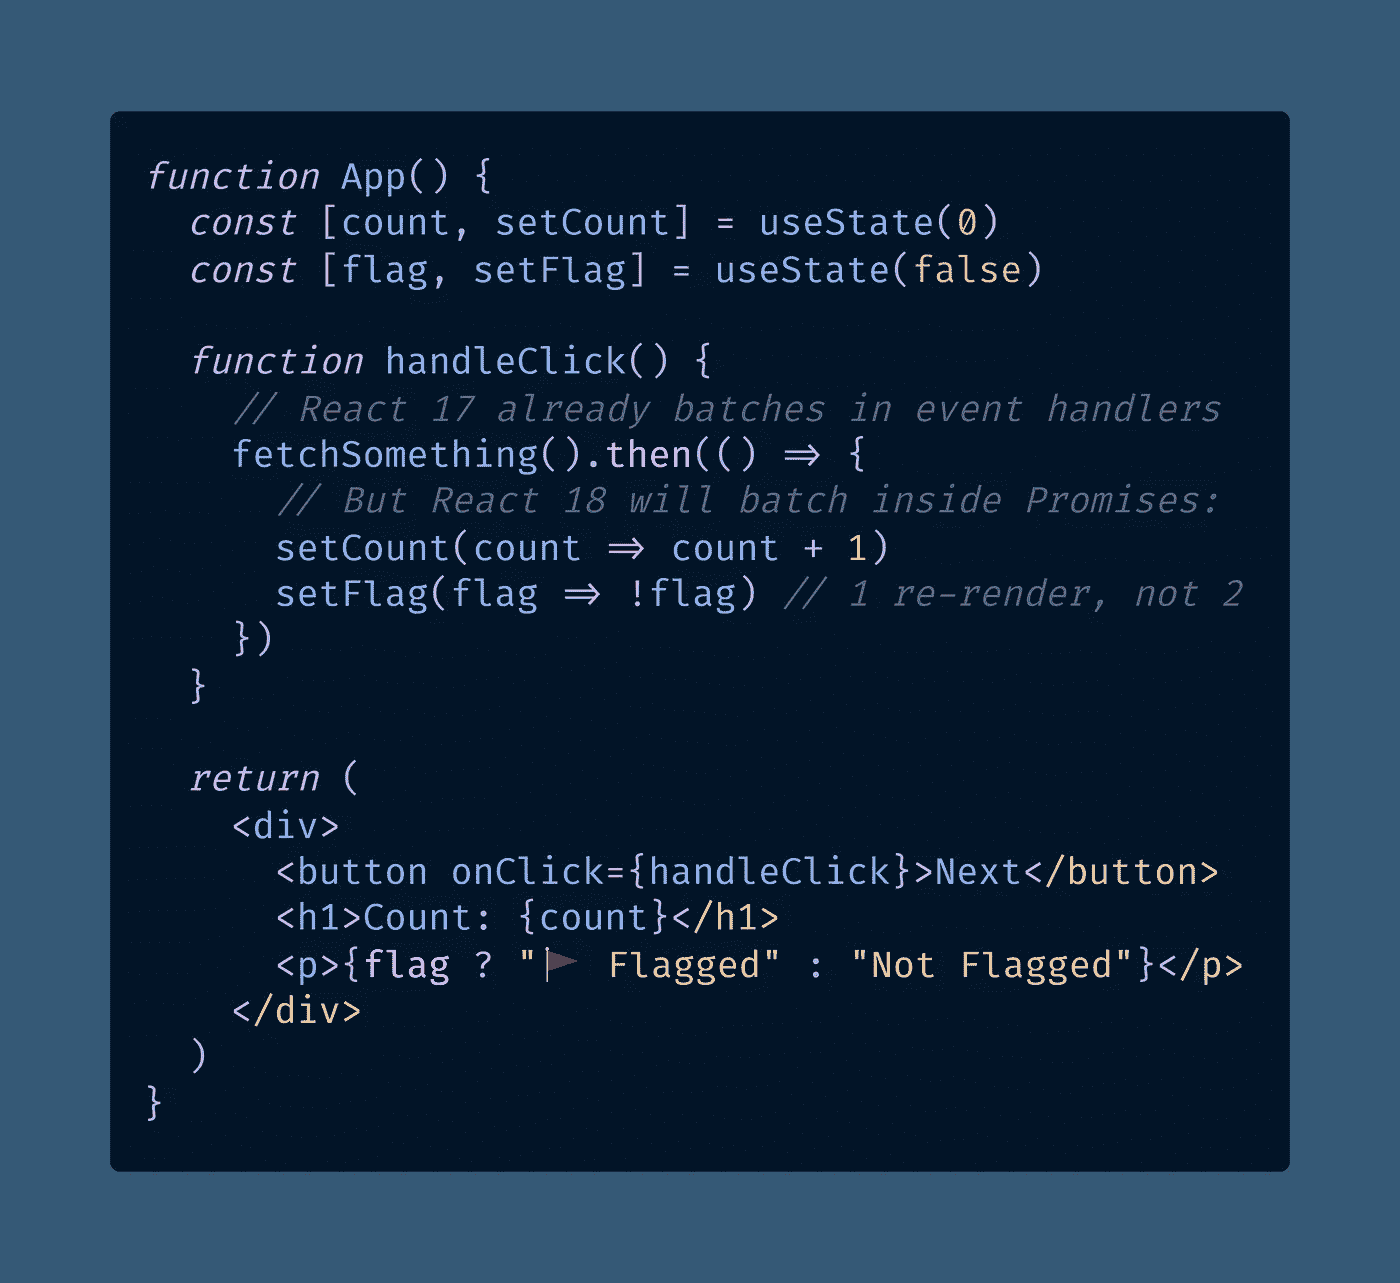 function App() {
  const [count, setCount] = useState(0)
  const [flag, setFlag] = useState(false)

  function handleClick() {
    // React 17 already batches in event handlers
    fetchSomething().then(() => {
      // But React 18 will batch inside Promises:
      setCount(count => count + 1)
      setFlag(flag => !flag) // 1 re-render, not 2
    })
  }

  return (
    <div>
      <button onClick={handleClick}>Next</button>
      <h1>Count: {count}</h1>
      <p>{flag ? "⚑ Flagged" : "Not Flagged"}</p>
    </div>
  )
}